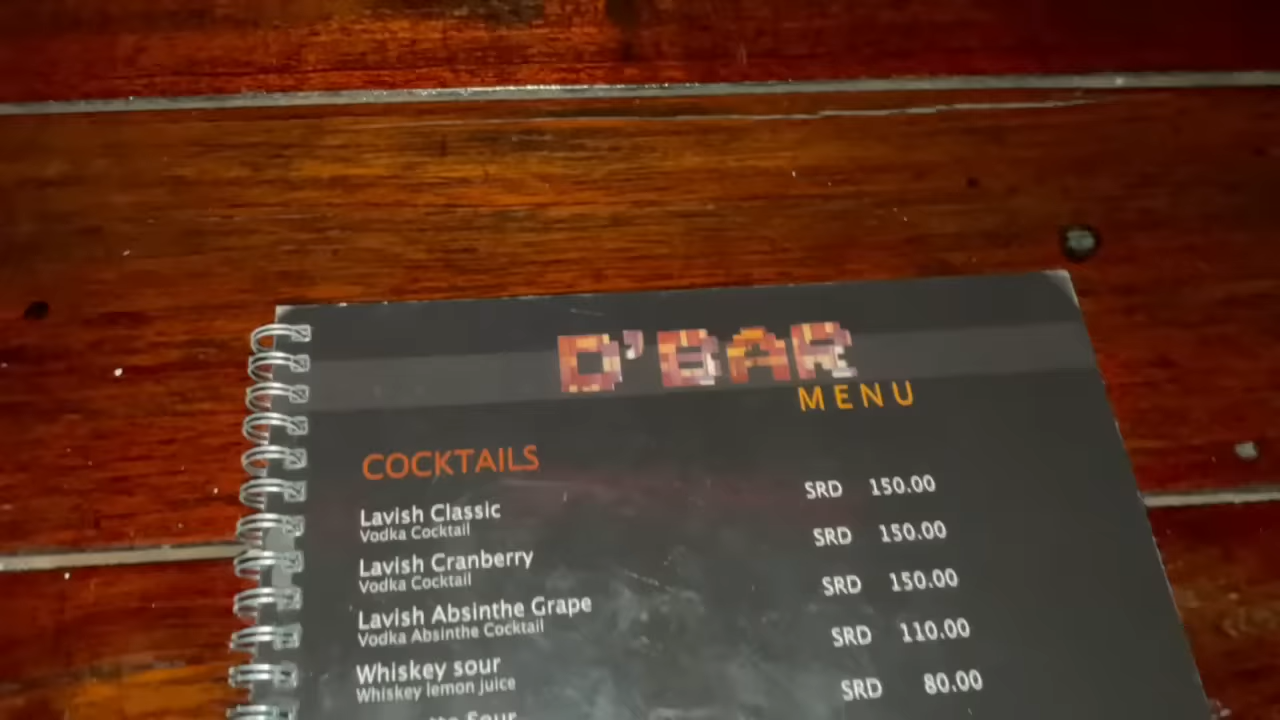 D'BAR
MENU
COCKTAILS
Lavish Classic SRD 150.00
Vodka Cocktail
Lavish Cranberry SRD 150.00
Vodka Cocktail
Lavish Absinthe Grape SRD 150.00
Vodka Absinthe Cocktail
Whiskey sour SRD 110.00
Whiskey lemon juice
Sour SRD 80.00